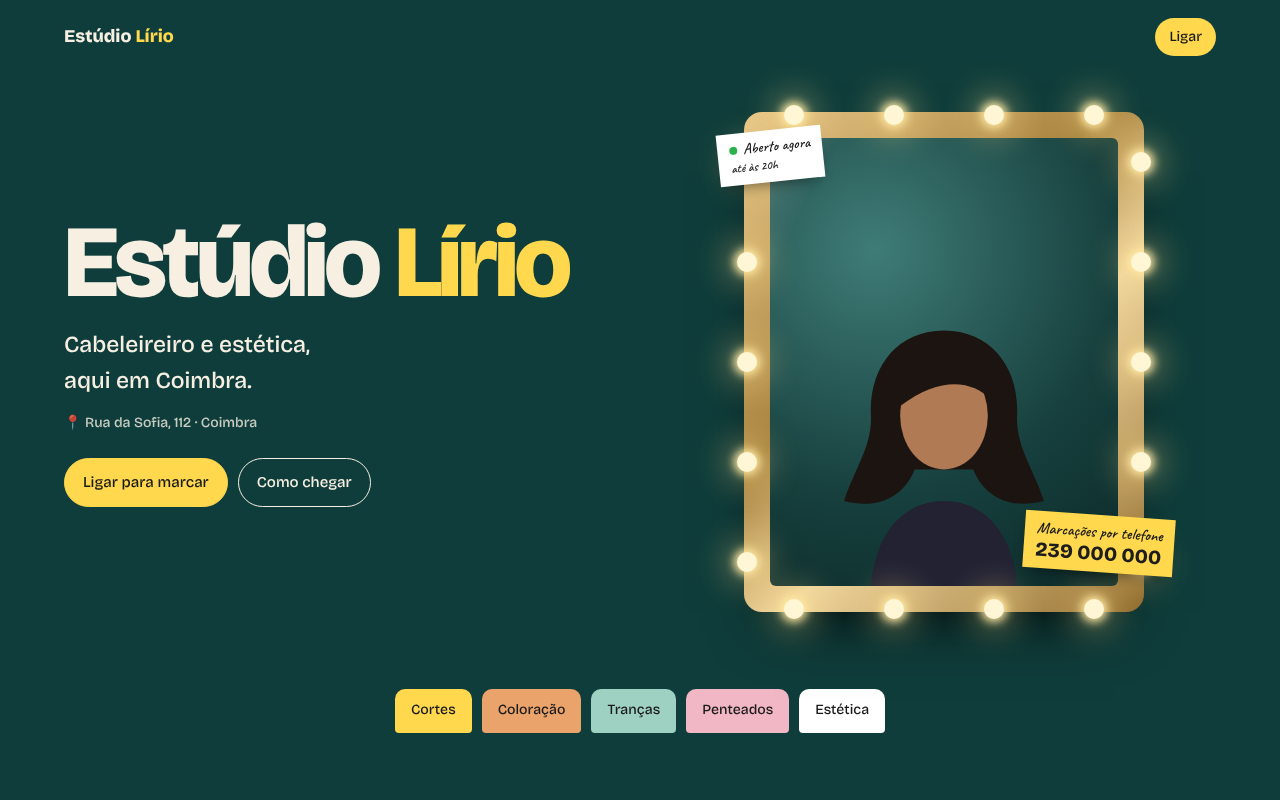 Estúdio Lírio
Ligar
Aberto agora
até às 20h
Estúdio Lírio
Cabeleireiro e estética,
aqui em Coimbra.
📍 Rua da Sofia, 112 · Coimbra
Ligar para marcar
Como chegar
Marcações por telefone
239 000 000
Cortes
Coloração
Tranças
Penteados
Estética